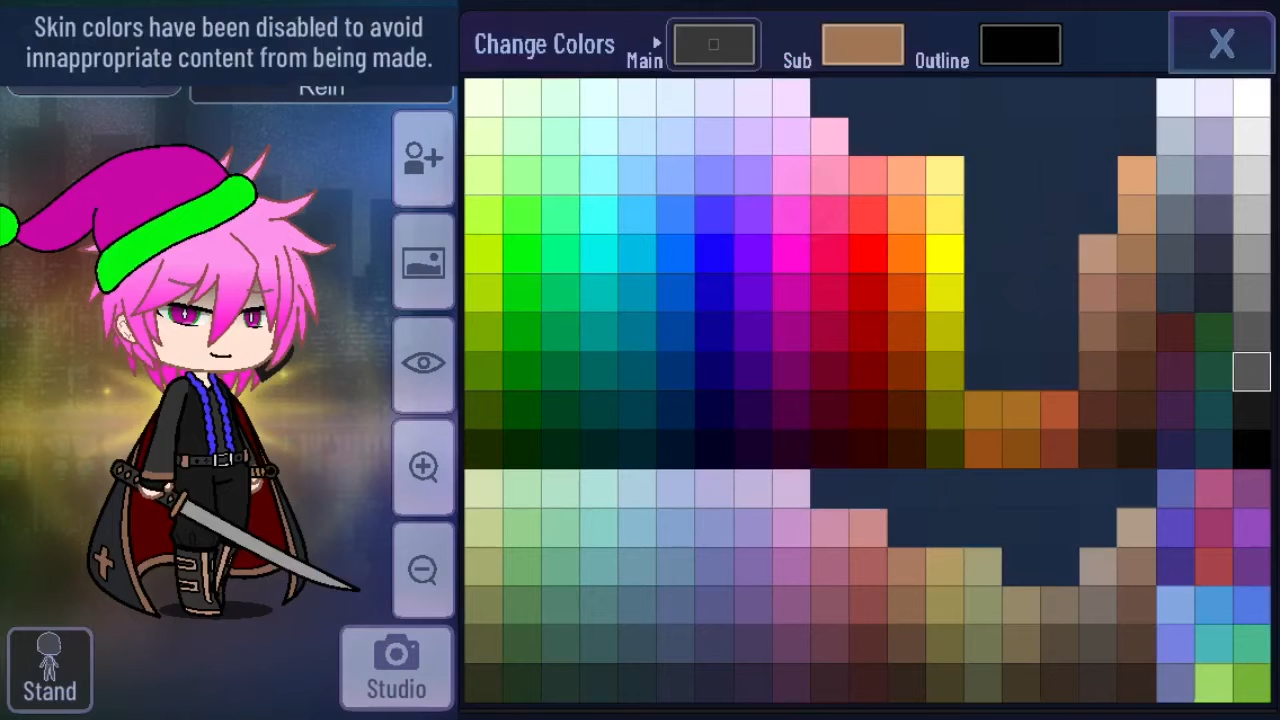 Skin colors have been disabled to avoid
innappropriate content from being made.
Rein
Change Colors
Main
Sub
Outline
X
Stand
Studio